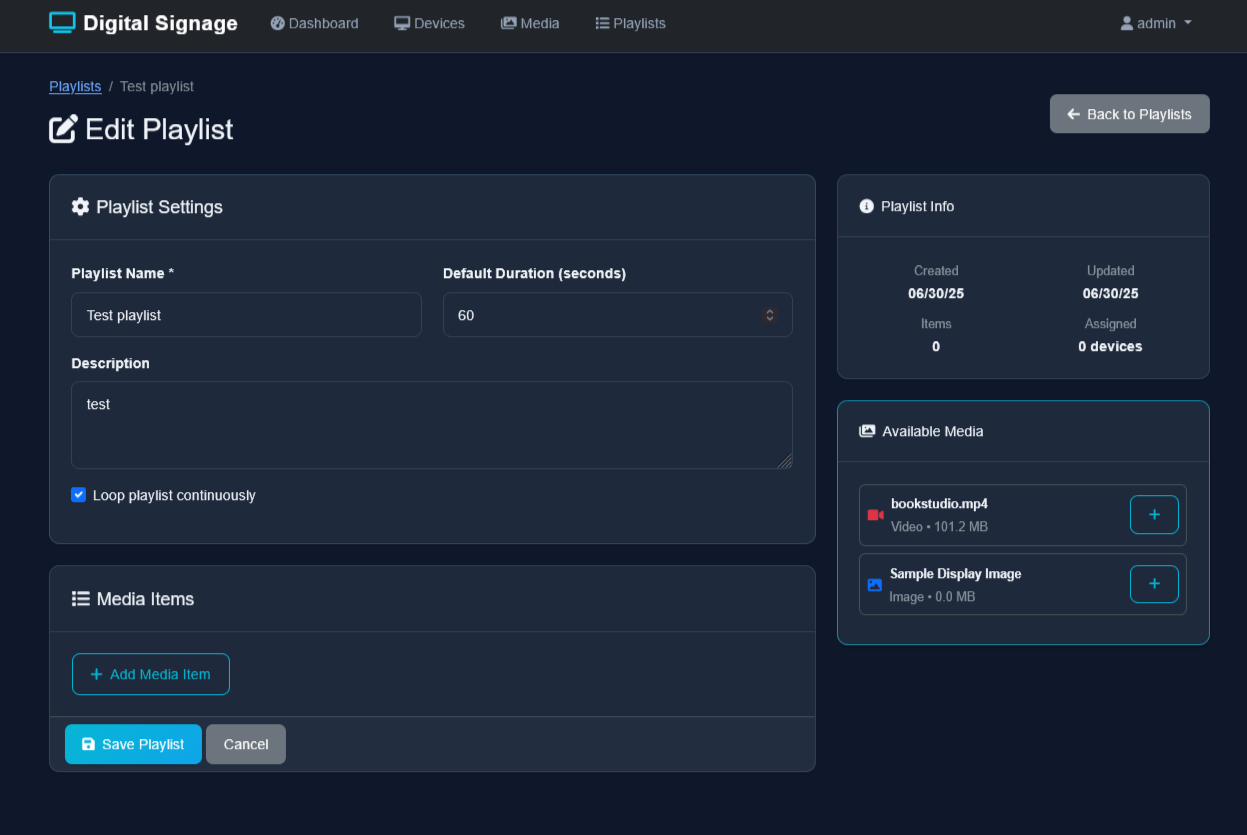 Digital Signage Dashboard Devices Media Playlists admin
Playlists / Test playlist
Edit Playlist
Back to Playlists
Playlist Settings
Playlist Name *
Default Duration (seconds)
Test playlist
60
Description
test
Loop playlist continuously
Media Items
Add Media Item
Save Playlist
Cancel
Playlist Info
Created
Updated
06/30/25
06/30/25
Items
Assigned
0
0 devices
Available Media
bookstudio.mp4
Video • 101.2 MB
Sample Display Image
Image • 0.0 MB